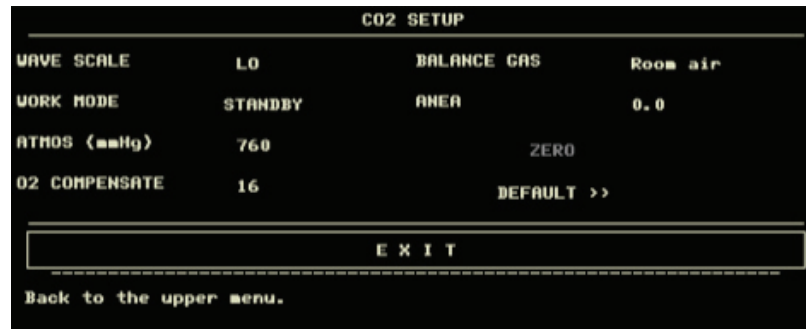 CO2 SETUP
WAVE SCALE LO BALANCE GAS Room air
WORK MODE STANDBY ANEA 0.0
ATMOS (mmHg) 760 ZERO
O2 COMPENSATE 16 DEFAULT >>
E X I T
Back to the upper menu.